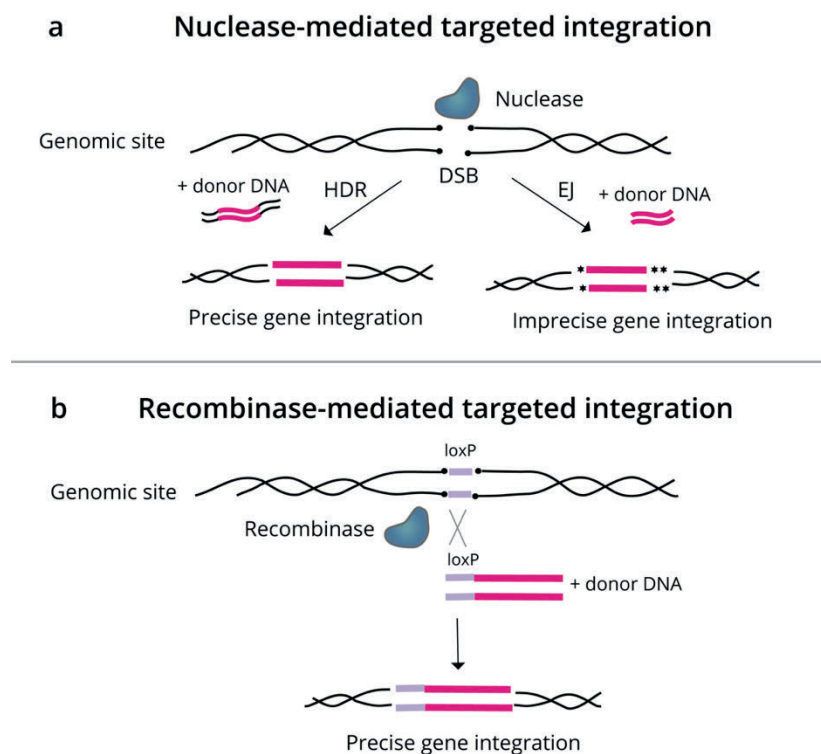 a Nuclease-mediated targeted integration
Nuclease
Genomic site
DSB
+ donor DNA
HDR
EJ
+ donor DNA
Precise gene integration
Imprecise gene integration
b Recombinase-mediated targeted integration
loxP
Genomic site
Recombinase
loxP
+ donor DNA
Precise gene integration